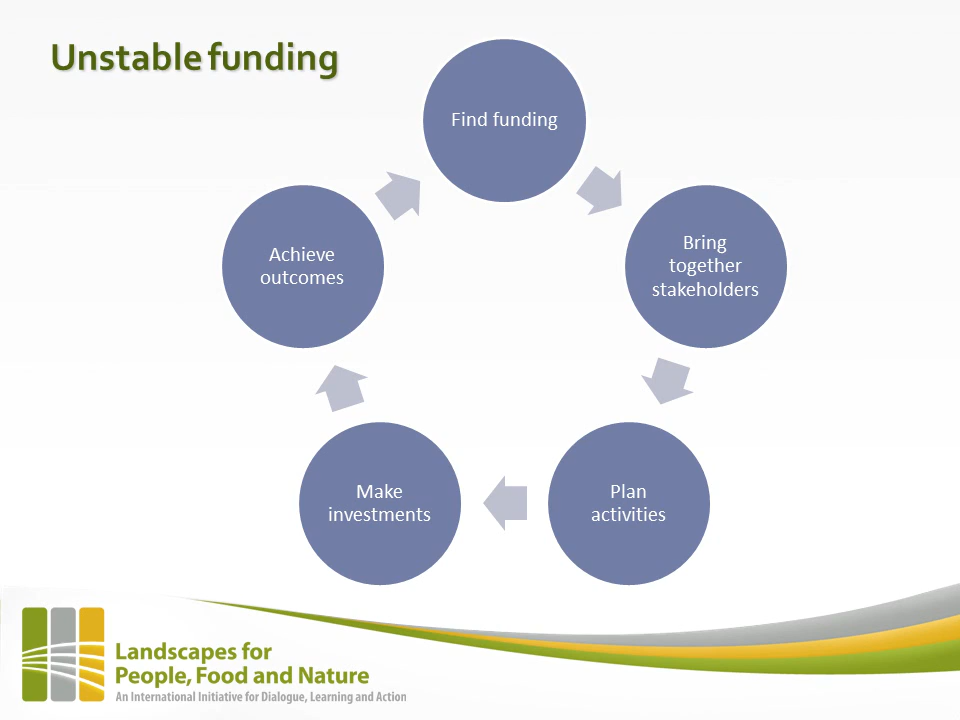 Unstable funding
Find funding
Bring
together
stakeholders
Plan
activities
Make
investments
Achieve
outcomes
Landscapes for
People, Food and Nature
An International Initiative for Dialogue, Learning and Action